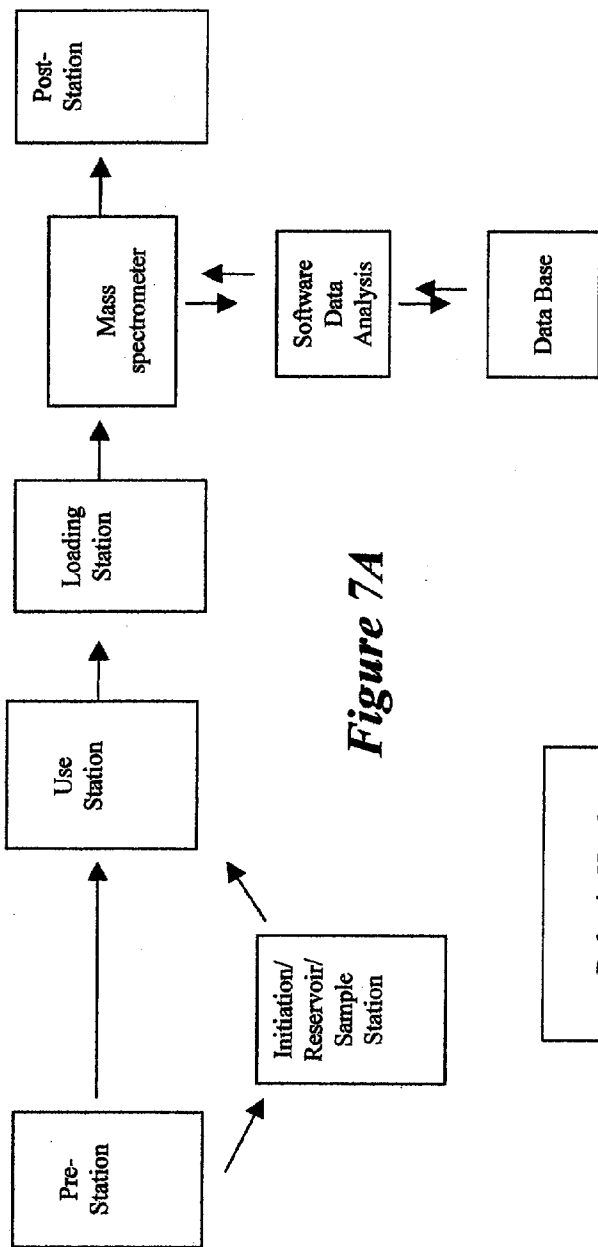 Pre-
Station
Initiation/
Reservoir/
Sample
Station
Use
Station
Loading
Station
Mass
spectrometer
Post-
Station
Software
Data
Analysis
Data Base
Figure 7A